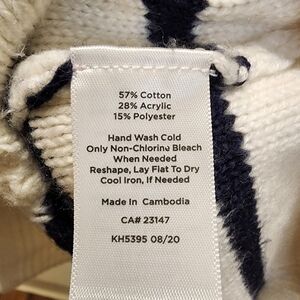 57% Cotton
28% Acrylic
15% Polyester
Hand Wash Cold
Only Non-Chlorine Bleach
When Needed
Reshape, Lay Flat To Dry
Cool Iron, If Needed
Made In Cambodia
CA# 23147
KH5395 08/20